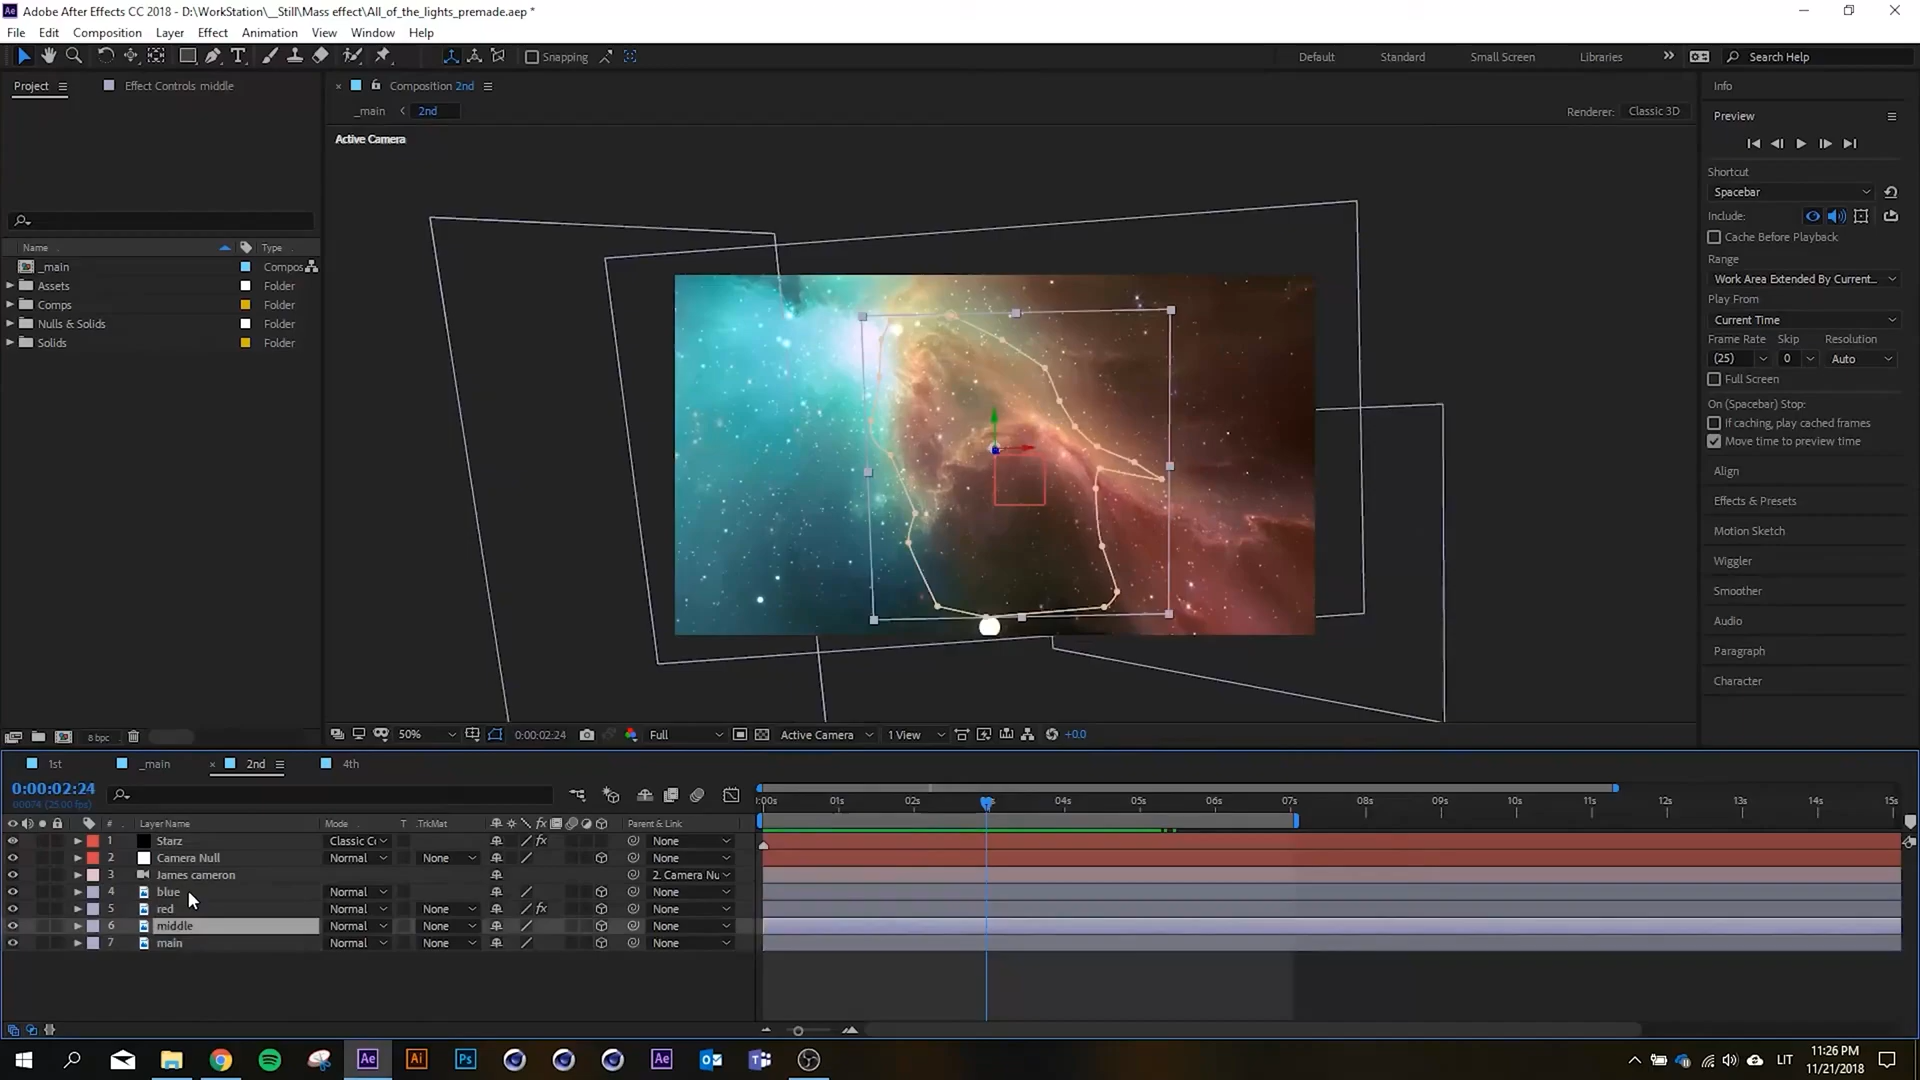 Adobe After Effects CC 2018 - D:\WorkStation\__Still\Mass effect\All_of_the_lights_premade.aep *
File Edit Composition Layer Effect Animation View Window Help
Snapping
Default Standard Small Screen Libraries » Search Help
Project Effect Controls middle
Composition 2nd
_main 2nd
Renderer: Classic 3D
Active Camera
Name Type
_main Compos
Assets Folder
Comps Folder
Nulls & Solids Folder
Solids Folder
8 bpc
50% 0:00:02:24 Full Active Camera 1 View +0.0
Info
Preview
Shortcut
Spacebar
Include:
Cache Before Playback
Range
Work Area Extended By Current...
Play From
Current Time
Frame Rate Skip Resolution
(25) 0 Auto
Full Screen
On (Spacebar) Stop:
If caching, play cached frames
Move time to preview time
Align
Effects & Presets
Motion Sketch
Wiggler
Smoother
Audio
Paragraph
Character
1st _main 2nd 4th
0:00:02:24
00074 (25.00 fps)
:00s 01s 02s 04s 05s 06s 07s 08s 09s 10s 11s 12s 13s 14s 15s
# Layer Name Mode T .TrkMat Parent & Link
1 Starz Classic Cc None
2 Camera Null Normal None None
3 James cameron 2. Camera Nu
4 blue Normal None
5 red Normal None None
6 middle Normal None None
7 main Normal None None
Ae Ai Ps Ae
LIT
11:26 PM
11/21/2018